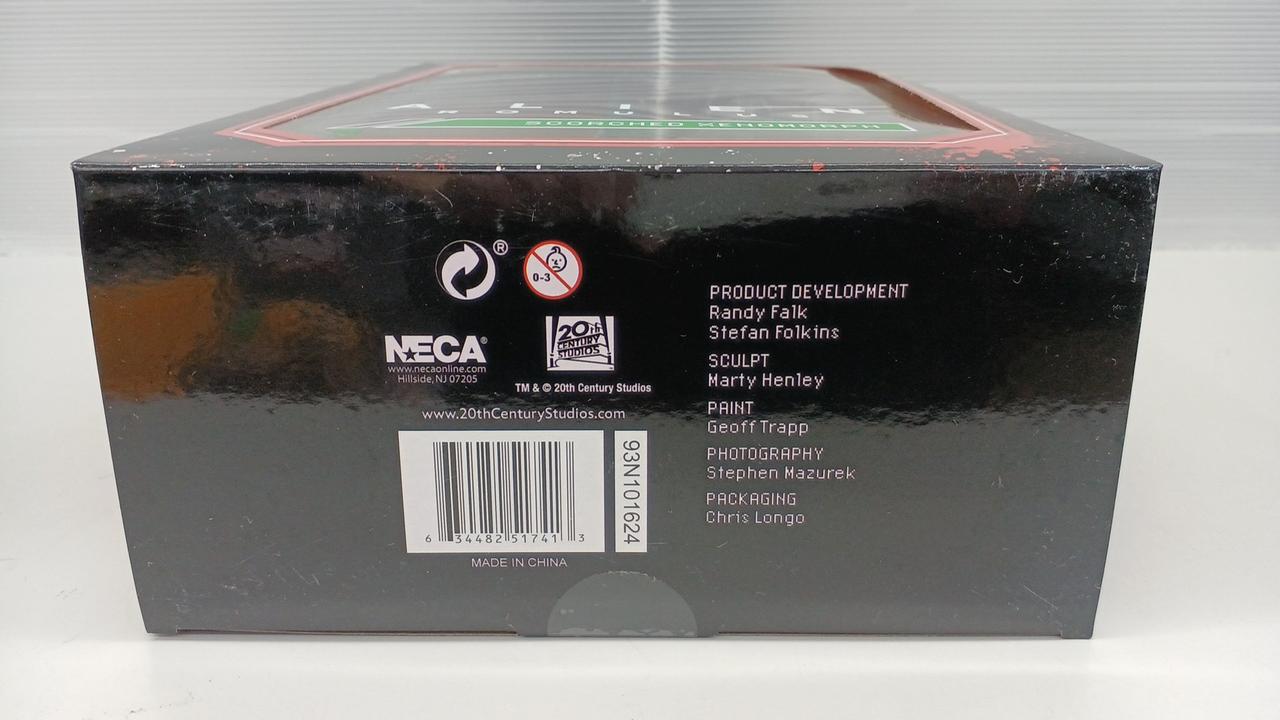 ALIEN
ROMULUS
SCORCHED XENOMORPH
®
0-3
NECA®
www.necaonline.com
Hillside, NJ 07205
20th
CENTURY
STUDIOS
TM & © 20th Century Studios
www.20thCenturyStudios.com
6 34482 51741 3
93N101624
MADE IN CHINA
PRODUCT DEVELOPMENT
Randy Falk
Stefan Folkins
SCULPT
Marty Henley
PAINT
Geoff Trapp
PHOTOGRAPHY
Stephen Mazurek
PACKAGING
Chris Longo